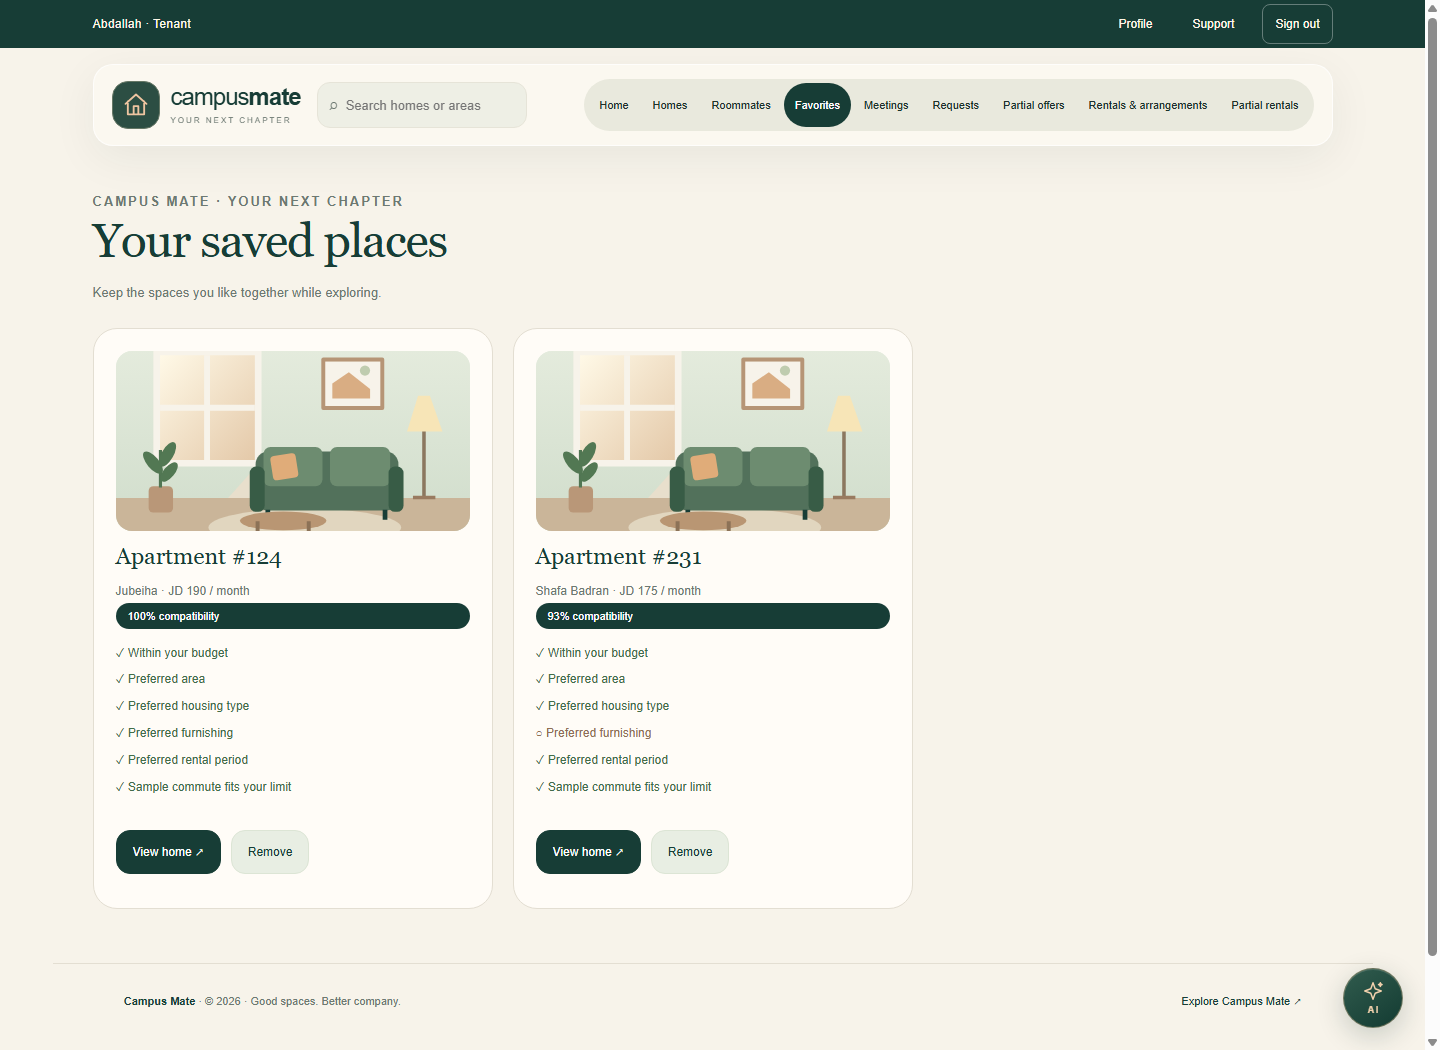 Abdallah · Tenant
Profile
Support
Sign out
campusmate
YOUR NEXT CHAPTER
Search homes or areas
Home
Homes
Roommates
Favorites
Meetings
Requests
Partial offers
Rentals & arrangements
Partial rentals
CAMPUS MATE · YOUR NEXT CHAPTER
Your saved places
Keep the spaces you like together while exploring.
Apartment #124
Jubeiha · JD 190 / month
100% compatibility
✓ Within your budget
✓ Preferred area
✓ Preferred housing type
✓ Preferred furnishing
✓ Preferred rental period
✓ Sample commute fits your limit
View home ↗
Remove
Apartment #231
Shafa Badran · JD 175 / month
93% compatibility
✓ Within your budget
✓ Preferred area
✓ Preferred housing type
○ Preferred furnishing
✓ Preferred rental period
✓ Sample commute fits your limit
View home ↗
Remove
Campus Mate · © 2026 · Good spaces. Better company.
Explore Campus Mate ↗
AI